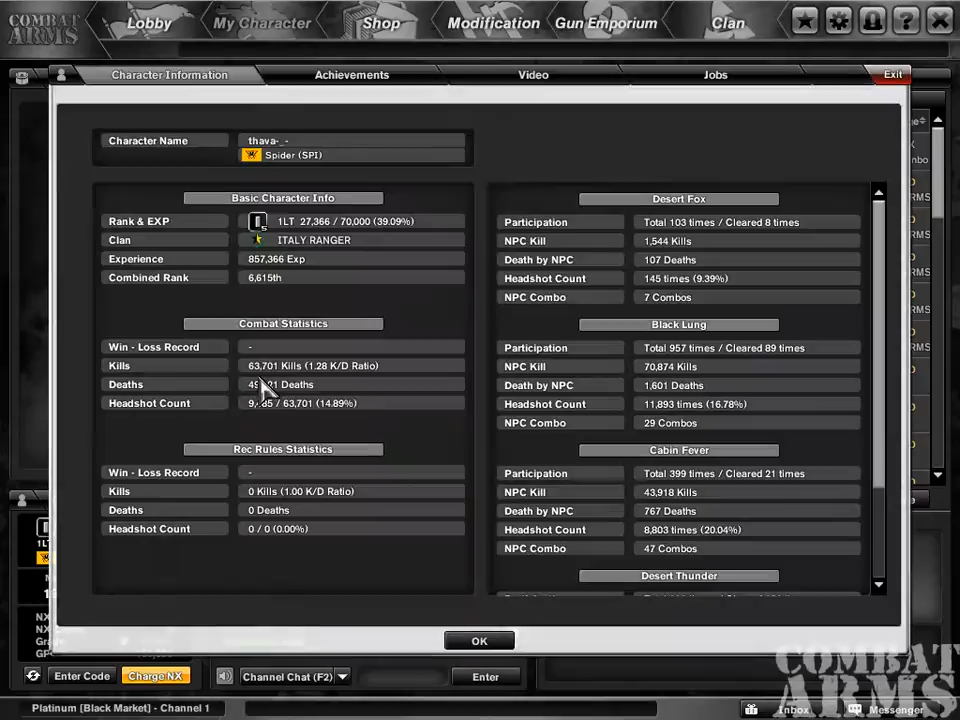 COMBAT ARMS
Lobby
My Character
Shop
Modification
Gun Emporium
Clan
Character Information
Achievements
Video
Jobs
Exit
Character Name
thava-_-
Spider (SPI)
Basic Character Info
Rank & EXP
1LT 27,366 / 70,000 (39.09%)
Clan
ITALY RANGER
Experience
857,366 Exp
Combined Rank
6,615th
Combat Statistics
Win - Loss Record
-
Kills
63,701 Kills (1.28 K/D Ratio)
Deaths
Deaths
Headshot Count
/ 63,701 (14.89%)
Rec Rules Statistics
Win - Loss Record
-
Kills
0 Kills (1.00 K/D Ratio)
Deaths
0 Deaths
Headshot Count
0 / 0 (0.00%)
Desert Fox
Participation
Total 103 times / Cleared 8 times
NPC Kill
1,544 Kills
Death by NPC
107 Deaths
Headshot Count
145 times (9.39%)
NPC Combo
7 Combos
Black Lung
Participation
Total 957 times / Cleared 89 times
NPC Kill
70,874 Kills
Death by NPC
1,601 Deaths
Headshot Count
11,893 times (16.78%)
NPC Combo
29 Combos
Cabin Fever
Participation
Total 399 times / Cleared 21 times
NPC Kill
43,918 Kills
Death by NPC
767 Deaths
Headshot Count
8,803 times (20.04%)
NPC Combo
47 Combos
Desert Thunder
OK
Enter Code
Charge NX
Channel Chat (F2)
Enter
COMBAT ARMS
Platinum [Black Market] - Channel 1
Inbox
Messenger